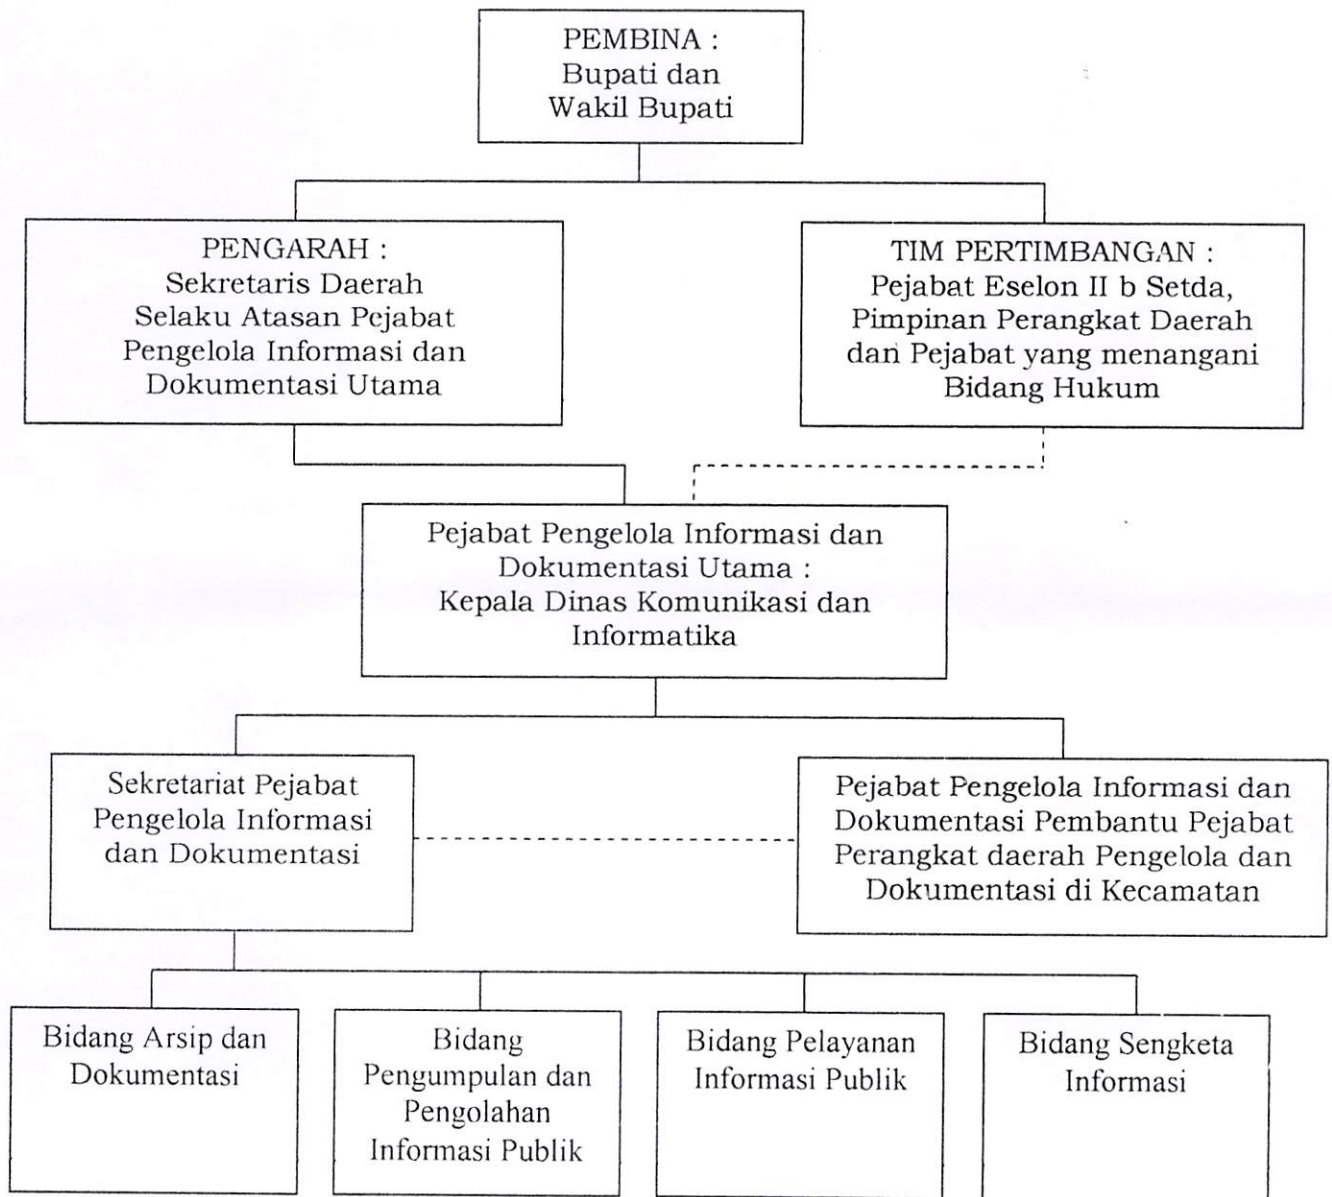 PEMBINA :
Bupati dan
Wakil Bupati
PENGARAH :
Sekretaris Daerah
Selaku Atasan Pejabat
Pengelola Informasi dan
Dokumentasi Utama
TIM PERTIMBANGAN :
Pejabat Eselon II b Setda,
Pimpinan Perangkat Daerah
dan Pejabat yang menangani
Bidang Hukum
Pejabat Pengelola Informasi dan
Dokumentasi Utama :
Kepala Dinas Komunikasi dan
Informatika
Sekretariat Pejabat
Pengelola Informasi
dan Dokumentasi
Pejabat Pengelola Informasi dan
Dokumentasi Pembantu Pejabat
Perangkat daerah Pengelola dan
Dokumentasi di Kecamatan
Bidang Arsip dan
Dokumentasi
Bidang
Pengumpulan dan
Pengolahan
Informasi Publik
Bidang Pelayanan
Informasi Publik
Bidang Sengketa
Informasi